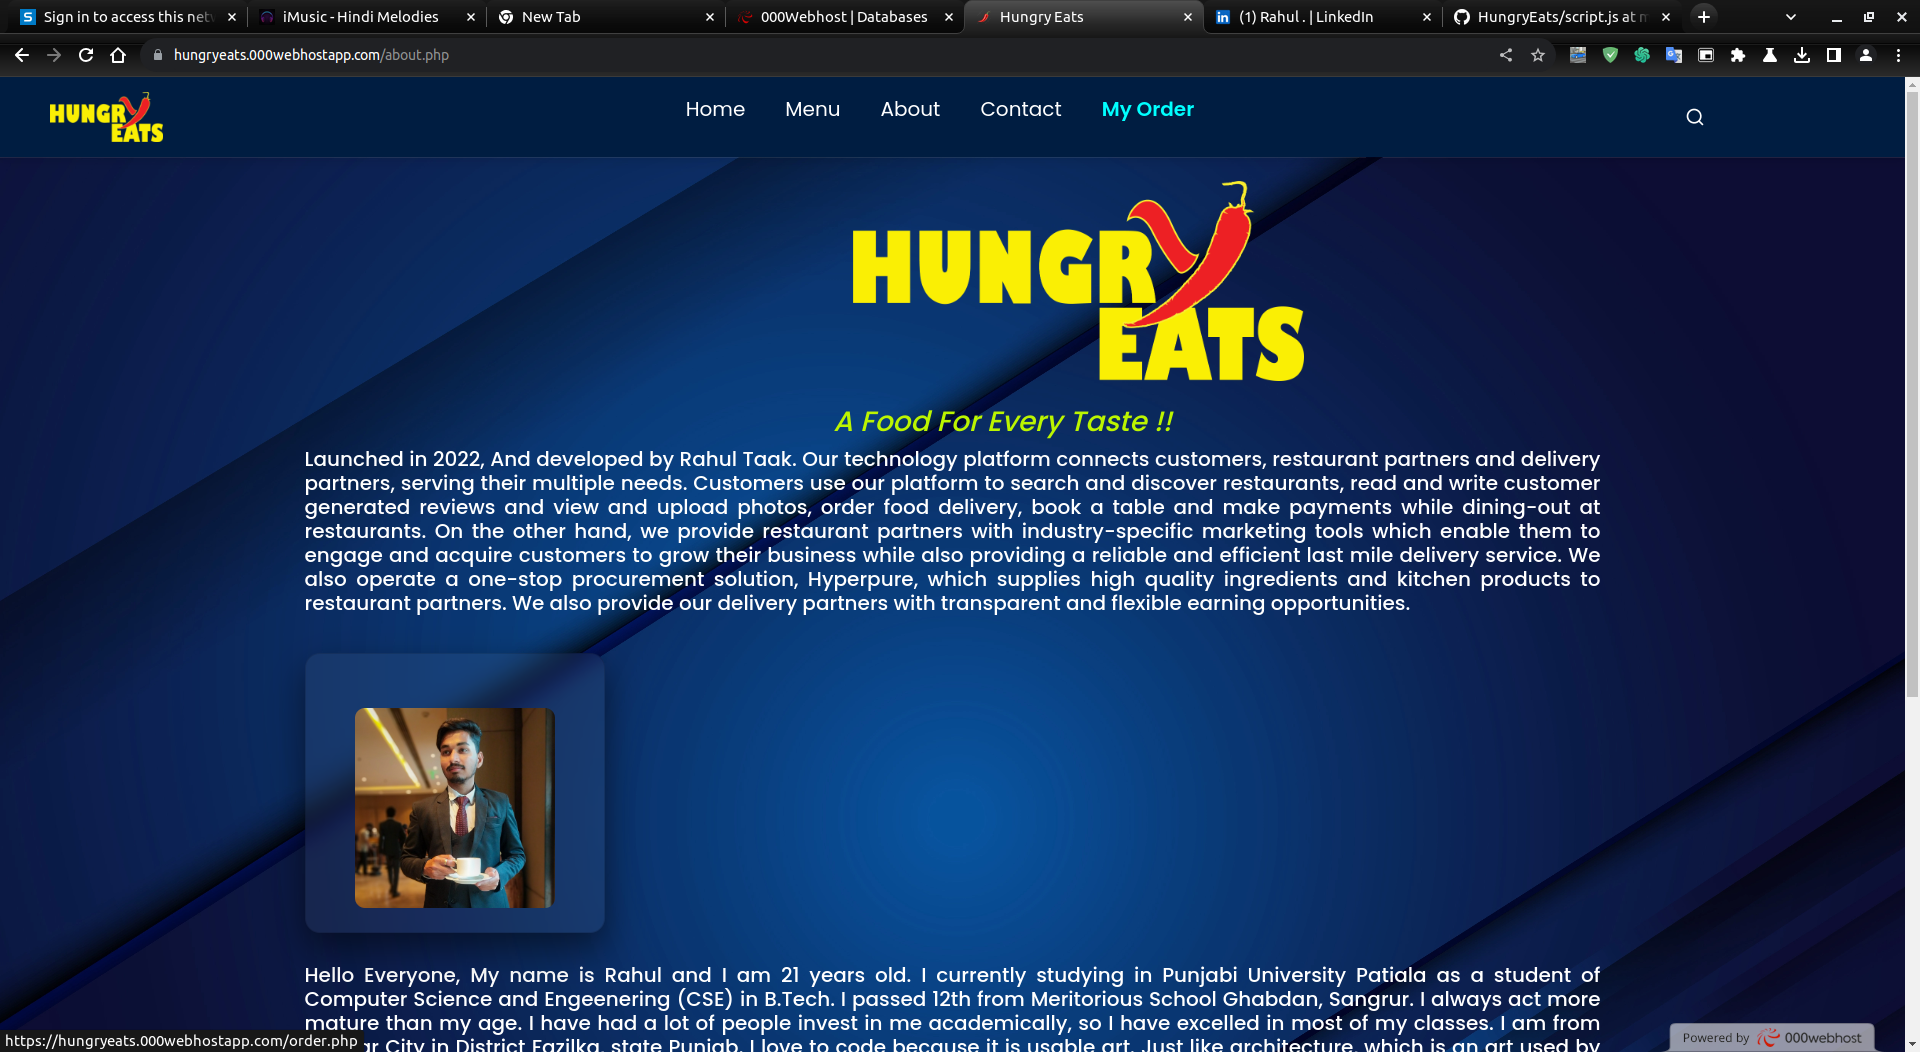 Sign in to access this net
iMusic - Hindi Melodies
New Tab
000Webhost | Databases
Hungry Eats
(1) Rahul . | LinkedIn
HungryEats/script.js at m
hungryeats.000webhostapp.com/about.php
HUNGRY
EATS
Home
Menu
About
Contact
My Order
HUNGRY
EATS
A Food For Every Taste !!
Launched in 2022, And developed by Rahul Taak. Our technology platform connects customers, restaurant partners and delivery
partners, serving their multiple needs. Customers use our platform to search and discover restaurants, read and write customer
generated reviews and view and upload photos, order food delivery, book a table and make payments while dining-out at
restaurants. On the other hand, we provide restaurant partners with industry-specific marketing tools which enable them to
engage and acquire customers to grow their business while also providing a reliable and efficient last mile delivery service. We
also operate a one-stop procurement solution, Hyperpure, which supplies high quality ingredients and kitchen products to
restaurant partners. We also provide our delivery partners with transparent and flexible earning opportunities.
Hello Everyone, My name is Rahul and I am 21 years old. I currently studying in Punjabi University Patiala as a student of
Computer Science and Engeenering (CSE) in B.Tech. I passed 12th from Meritorious School Ghabdan, Sangrur. I always act more
mature than my age. I have had a lot of people invest in me academically, so I have excelled in most of my classes. I am from
City in District Fazilka, state Punjab. I love to code because it is usable art. Just like architecture, which is an art used by
https://hungryeats.000webhostapp.com/order.php
Powered by 000webhost